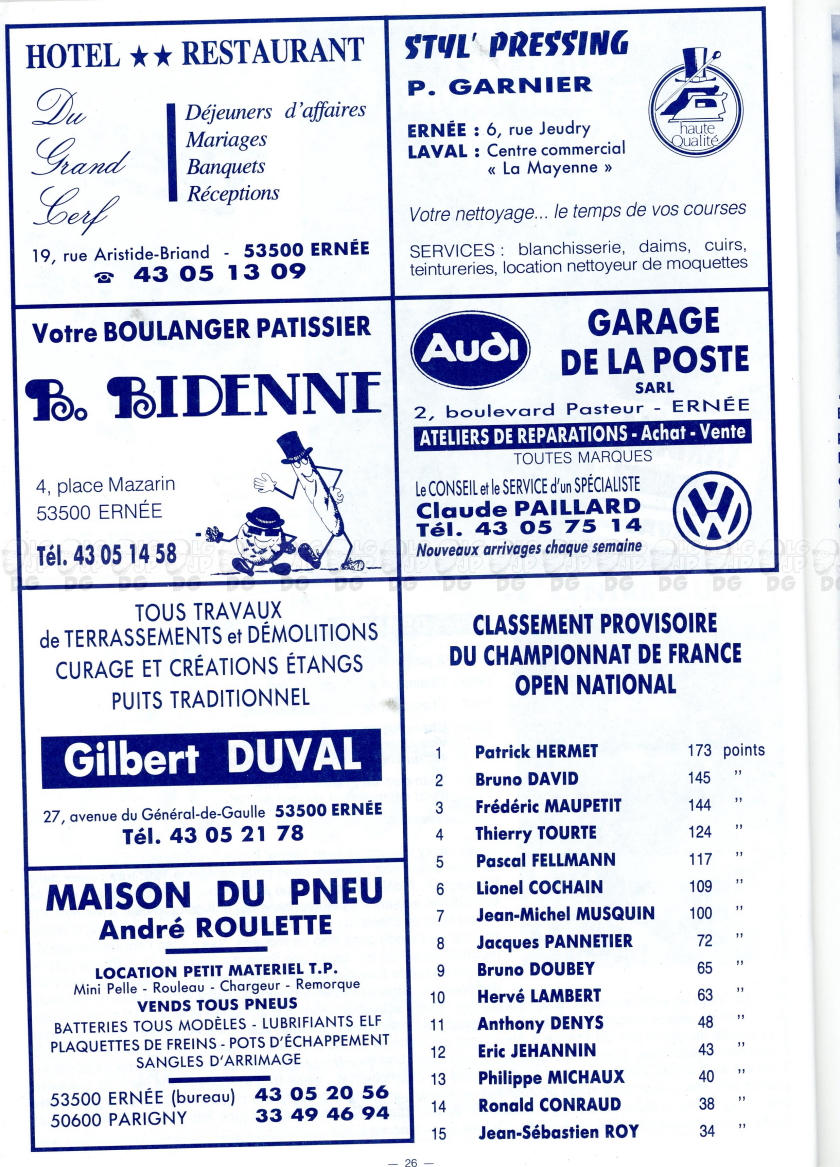 HOTEL ★★ RESTAURANT
Du
Grand
Cerf
Déjeuners d'affaires
Mariages
Banquets
Réceptions
19, rue Aristide-Briand - 53500 ERNÉE
☎ 43 05 13 09
STYL' PRESSING
P. GARNIER
ERNÉE : 6, rue Jeudry
LAVAL : Centre commercial
« La Mayenne »
haute
Qualité
Votre nettoyage... le temps de vos courses
SERVICES : blanchisserie, daims, cuirs,
teintureries, location nettoyeur de moquettes
Votre BOULANGER PATISSIER
B. BIDENNE
4, place Mazarin
53500 ERNÉE
Tél. 43 05 14 58
Audi
GARAGE
DE LA POSTE
SARL
2, boulevard Pasteur - ERNÉE
ATELIERS DE REPARATIONS - Achat - Vente
TOUTES MARQUES
Le CONSEIL et le SERVICE d'un SPÉCIALISTE
Claude PAILLARD
Tél. 43 05 75 14
Nouveaux arrivages chaque semaine
VW
TOUS TRAVAUX
de TERRASSEMENTS et DÉMOLITIONS
CURAGE ET CRÉATIONS ÉTANGS
PUITS TRADITIONNEL
Gilbert DUVAL
27, avenue du Général-de-Gaulle 53500 ERNÉE
Tél. 43 05 21 78
MAISON DU PNEU
André ROULETTE
LOCATION PETIT MATERIEL T.P.
Mini Pelle - Rouleau - Chargeur - Remorque
VENDS TOUS PNEUS
BATTERIES TOUS MODÈLES - LUBRIFIANTS ELF
PLAQUETTES DE FREINS - POTS D'ÉCHAPPEMENT
SANGLES D'ARRIMAGE
53500 ERNÉE (bureau) 43 05 20 56
50600 PARIGNY 33 49 46 94
CLASSEMENT PROVISOIRE
DU CHAMPIONNAT DE FRANCE
OPEN NATIONAL
1 Patrick HERMET 173 points
2 Bruno DAVID 145 "
3 Frédéric MAUPETIT 144 "
4 Thierry TOURTE 124 "
5 Pascal FELLMANN 117 "
6 Lionel COCHAIN 109 "
7 Jean-Michel MUSQUIN 100 "
8 Jacques PANNETIER 72 "
9 Bruno DOUBEY 65 "
10 Hervé LAMBERT 63 "
11 Anthony DENYS 48 "
12 Eric JEHANNIN 43 "
13 Philippe MICHAUX 40 "
14 Ronald CONRAUD 38 "
15 Jean-Sébastien ROY 34 "
— 26 —